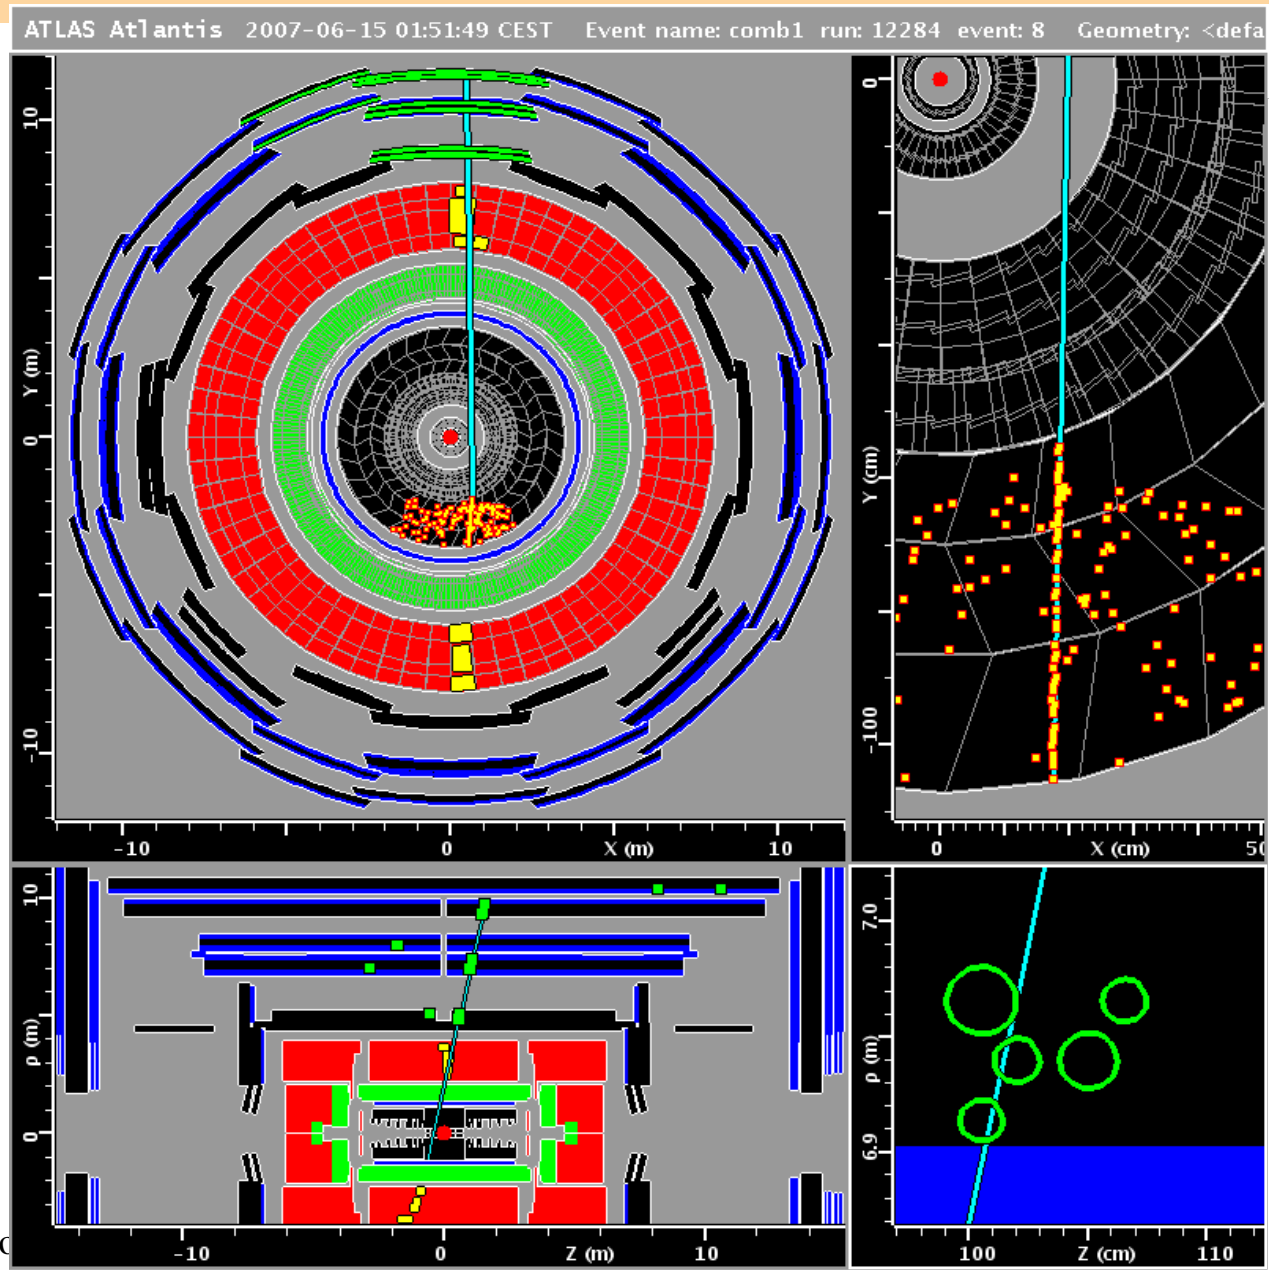 ATLAS Atlantis 2007-06-15 01:51:49 CEST Event name: comb1 run: 12284 event: 8 Geometry: <defa
10
Y (m)
0
-10
-10 0 X (m) 10
0
Y (cm)
-100
0 X (cm) 50
10
ρ (m)
0
-10 0 Z (m) 10
7.0
ρ (m)
6.9
100 Z (cm) 110